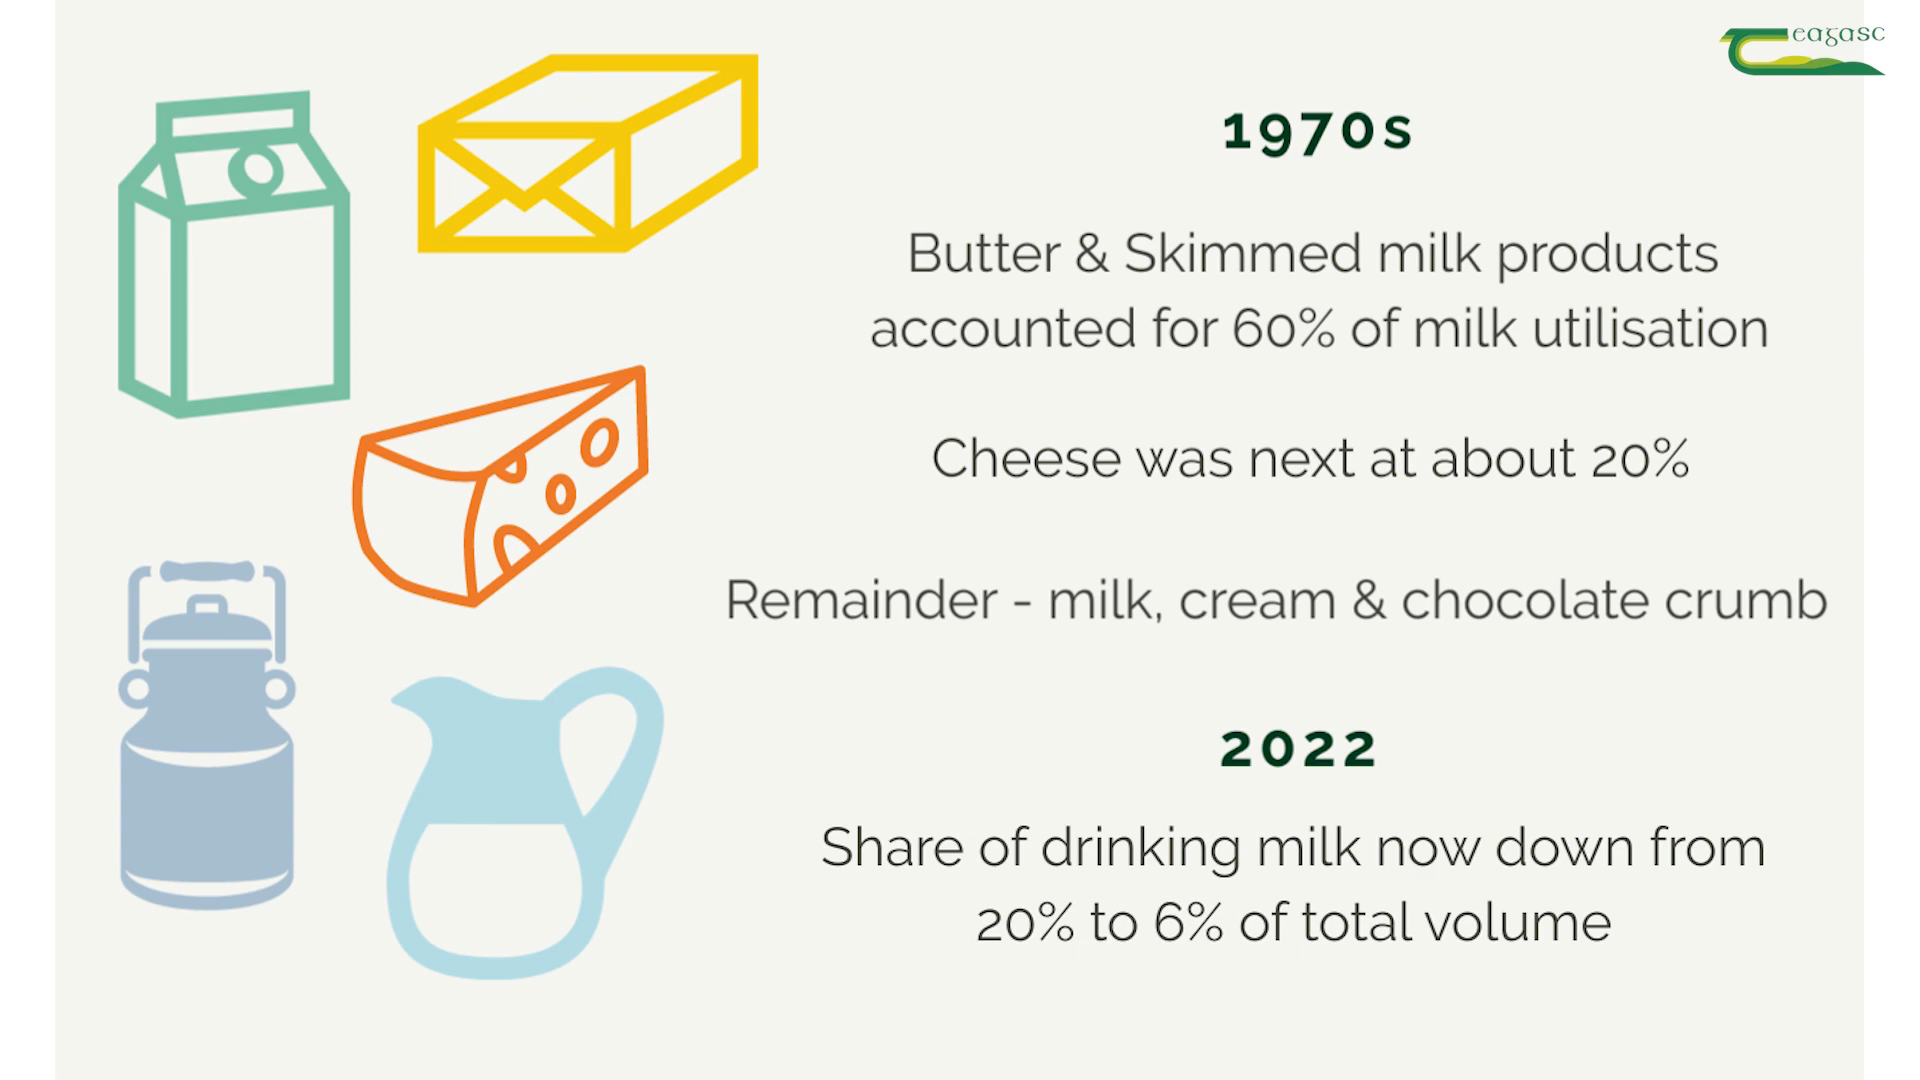 eagasc
1970s
Butter & Skimmed milk products
accounted for 60% of milk utilisation
Cheese was next at about 20%
Remainder - milk, cream & chocolate crumb
2022
Share of drinking milk now down from
20% to 6% of total volume